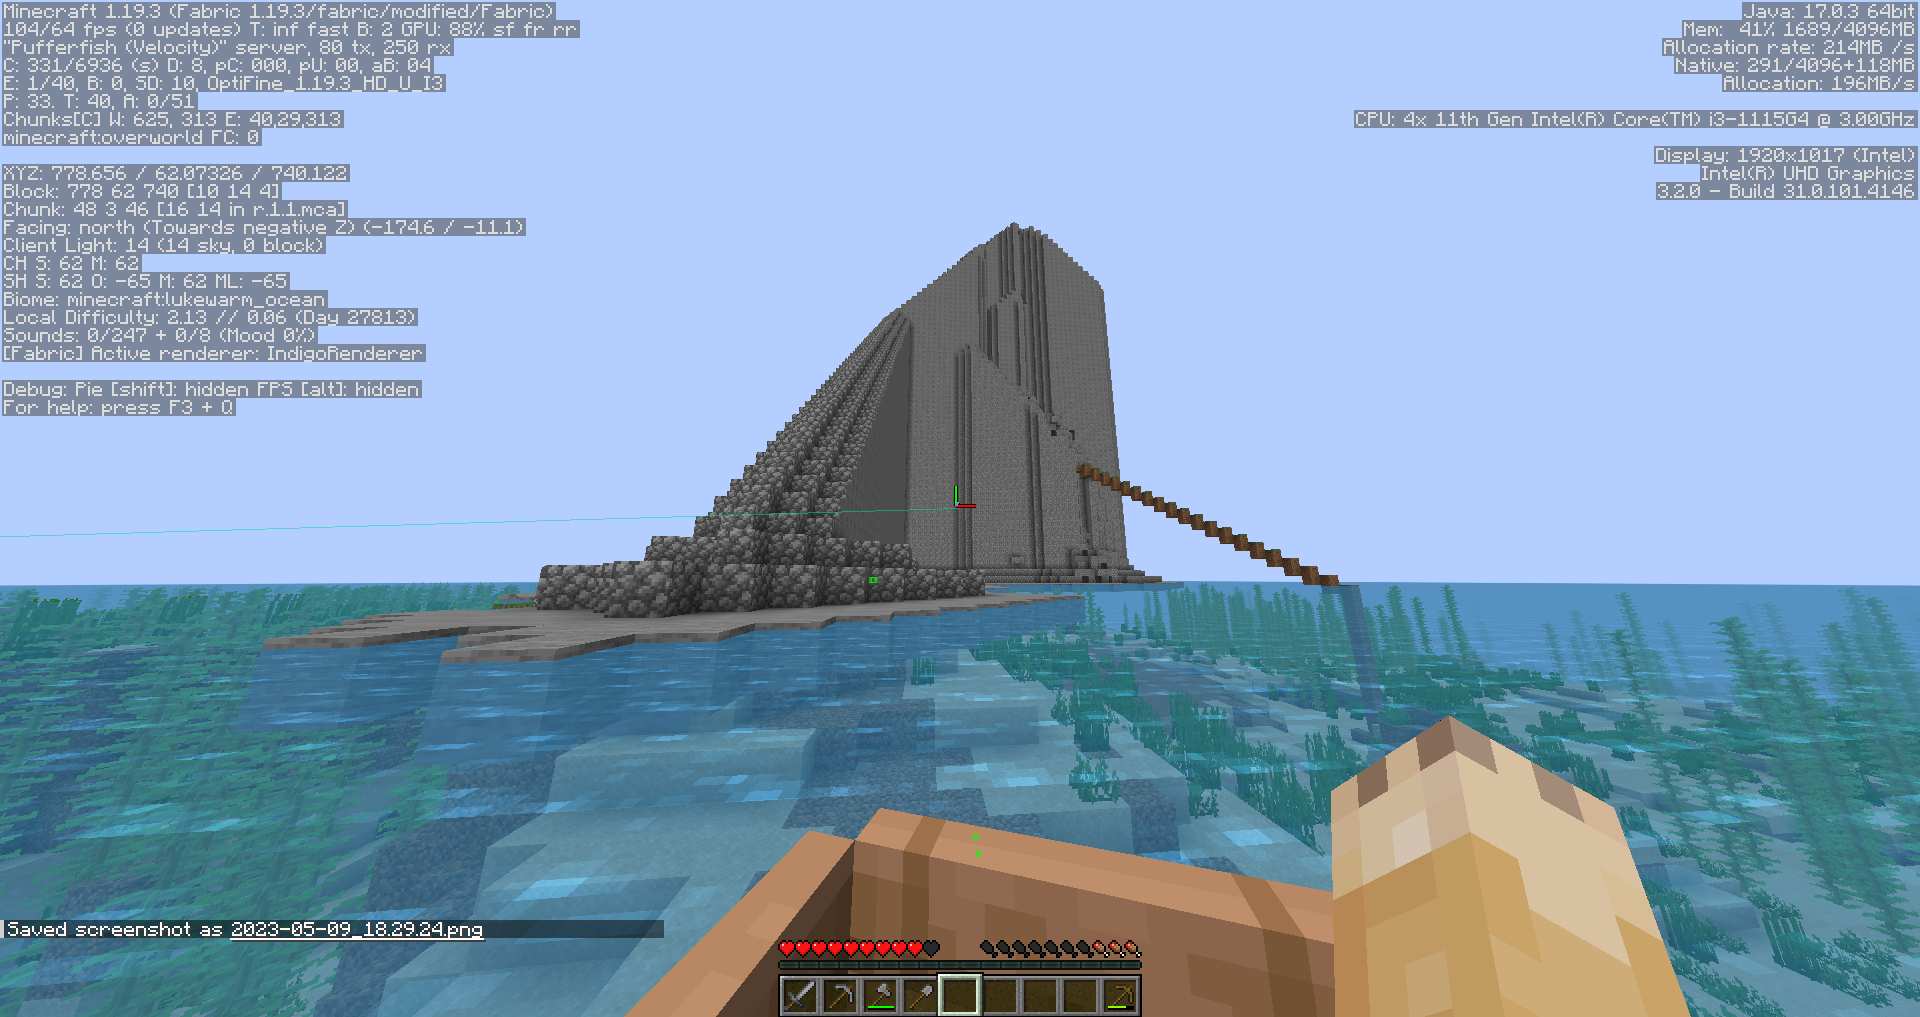 Minecraft 1.19.3 (Fabric 1.19.3/fabric/modified/Fabric)
104/64 fps (0 updates) T: inf fast B: 2 GPU: 88% sf fr rr
"Pufferfish (Velocity)" server, 80 tx, 250 rx
C: 331/6936 (s) D: 8, pC: 000, pU: 00, aB: 04
E: 1/40, B: 0, SD: 10, OptiFine_1.19.3_HD_U_I3
P: 33. T: 40, A: 0/51
Chunks[C] W: 625, 313 E: 40,29,313
minecraft:overworld FC: 0
XYZ: 778.656 / 62.07326 / 740.122
Block: 778 62 740 [10 14 4]
Chunk: 48 3 46 [16 14 in r.1.1.mca]
Facing: north (Towards negative Z) (-174.6 / -11.1)
Client Light: 14 (14 sky, 0 block)
CH S: 62 M: 62
SH S: 62 O: -65 M: 62 ML: -65
Biome: minecraft:lukewarm_ocean
Local Difficulty: 2.13 // 0.06 (Day 27813)
Sounds: 0/247 + 0/8 (Mood 0%)
[Fabric] Active renderer: IndigoRenderer
Debug: Pie [shift]: hidden FPS [alt]: hidden
For help: press F3 + Q
Java: 17.0.3 64bit
Mem: 41% 1689/4096MB
Allocation rate: 214MB /s
Native: 291/4096+118MB
Allocation: 196MB/s
CPU: 4x 11th Gen Intel(R) Core(TM) i3-1115G4 @ 3.00GHz
Display: 1920x1017 (Intel)
Intel(R) UHD Graphics
3.2.0 - Build 31.0.101.4146
Saved screenshot as 2023-05-09_18.29.24.png